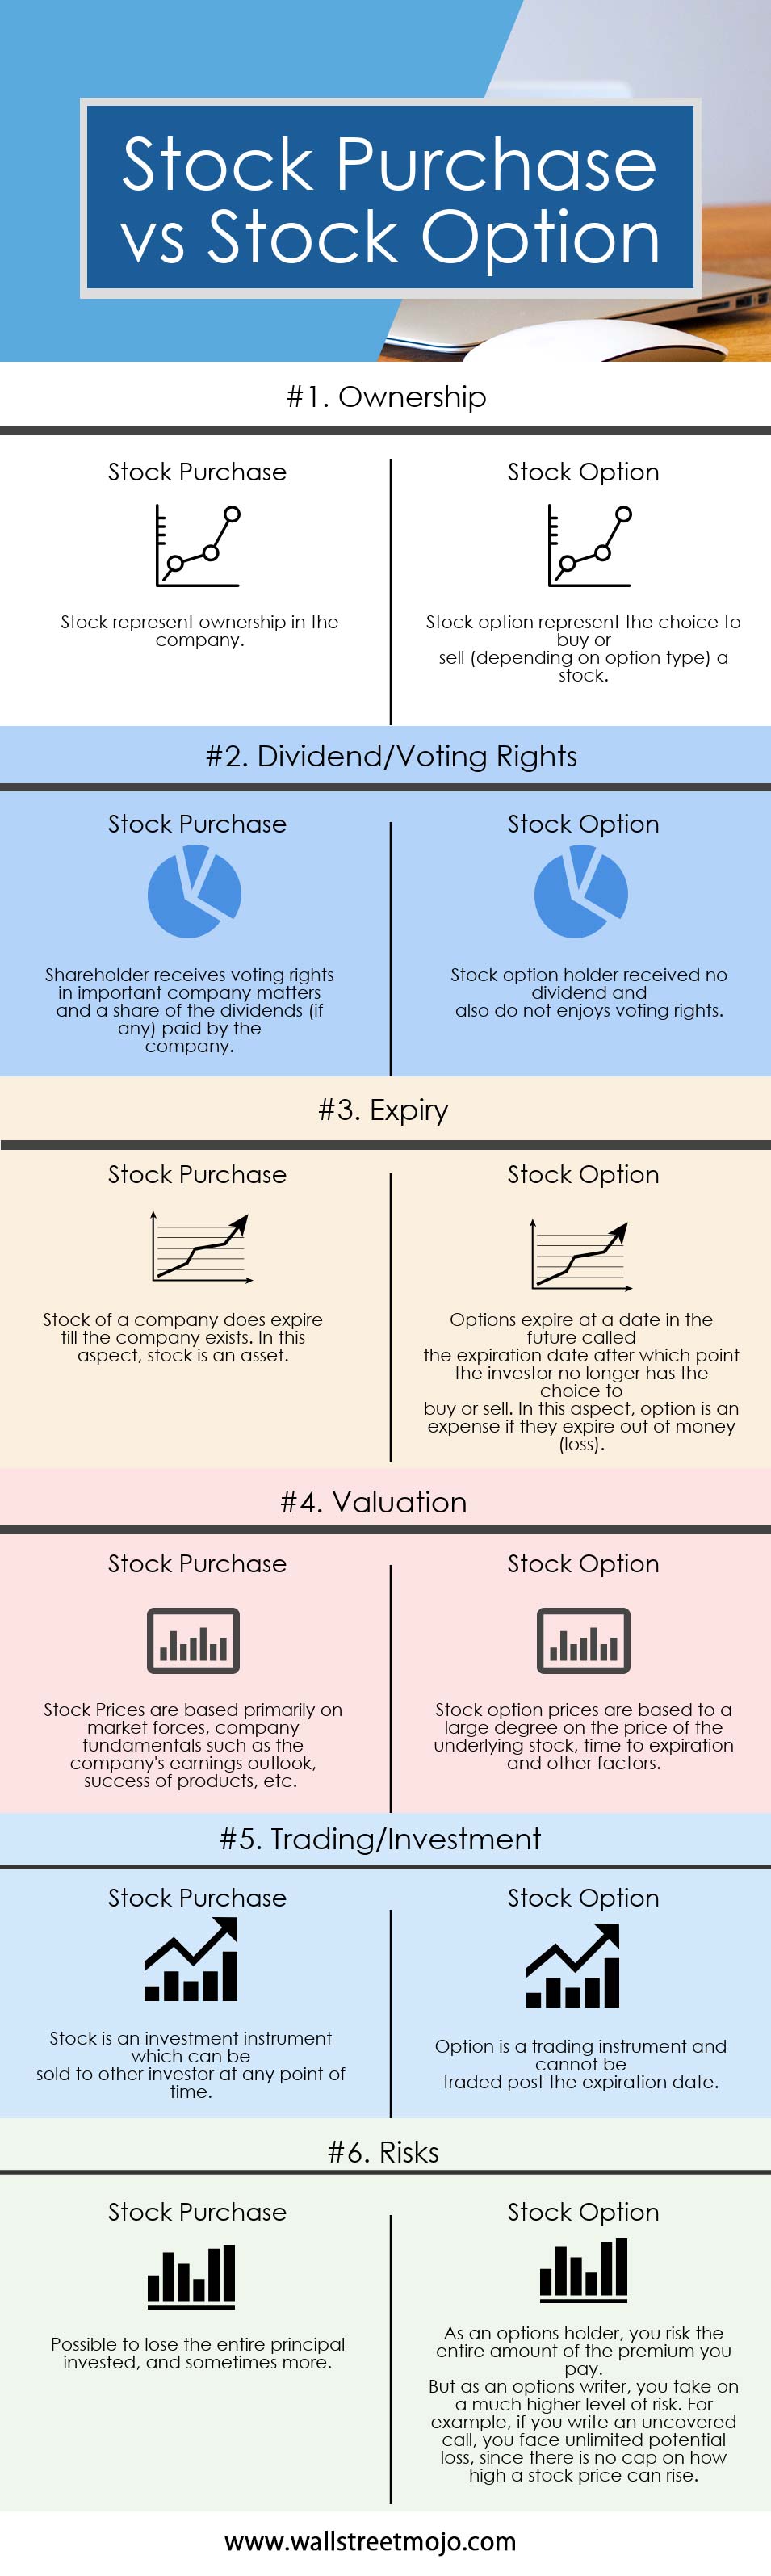 Stock Purchase
vs Stock Option
#1. Ownership
Stock Purchase
Stock represent ownership in the
company.
Stock Option
Stock option represent the choice to
buy or
sell (depending on option type) a
stock.
#2. Dividend/Voting Rights
Stock Purchase
Shareholder receives voting rights
in important company matters
and a share of the dividends (if
any) paid by the
company.
Stock Option
Stock option holder received no
dividend and
also do not enjoys voting rights.
#3. Expiry
Stock Purchase
Stock of a company does expire
till the company exists. In this
aspect, stock is an asset.
Stock Option
Options expire at a date in the
future called
the expiration date after which point
the investor no longer has the
choice to
buy or sell. In this aspect, option is an
expense if they expire out of money
(loss).
#4. Valuation
Stock Purchase
Stock Prices are based primarily on
market forces, company
fundamentals such as the
company's earnings outlook,
success of products, etc.
Stock Option
Stock option prices are based to a
large degree on the price of the
underlying stock, time to expiration
and other factors.
#5. Trading/Investment
Stock Purchase
Stock is an investment instrument
which can be
sold to other investor at any point of
time.
Stock Option
Option is a trading instrument and
cannot be
traded post the expiration date.
#6. Risks
Stock Purchase
Possible to lose the entire principal
invested, and sometimes more.
Stock Option
As an options holder, you risk the
entire amount of the premium you
pay.
But as an options writer, you take on
a much higher level of risk. For
example, if you write an uncovered
call, you face unlimited potential
loss, since there is no cap on how
high a stock price can rise.
www.wallstreetmojo.com